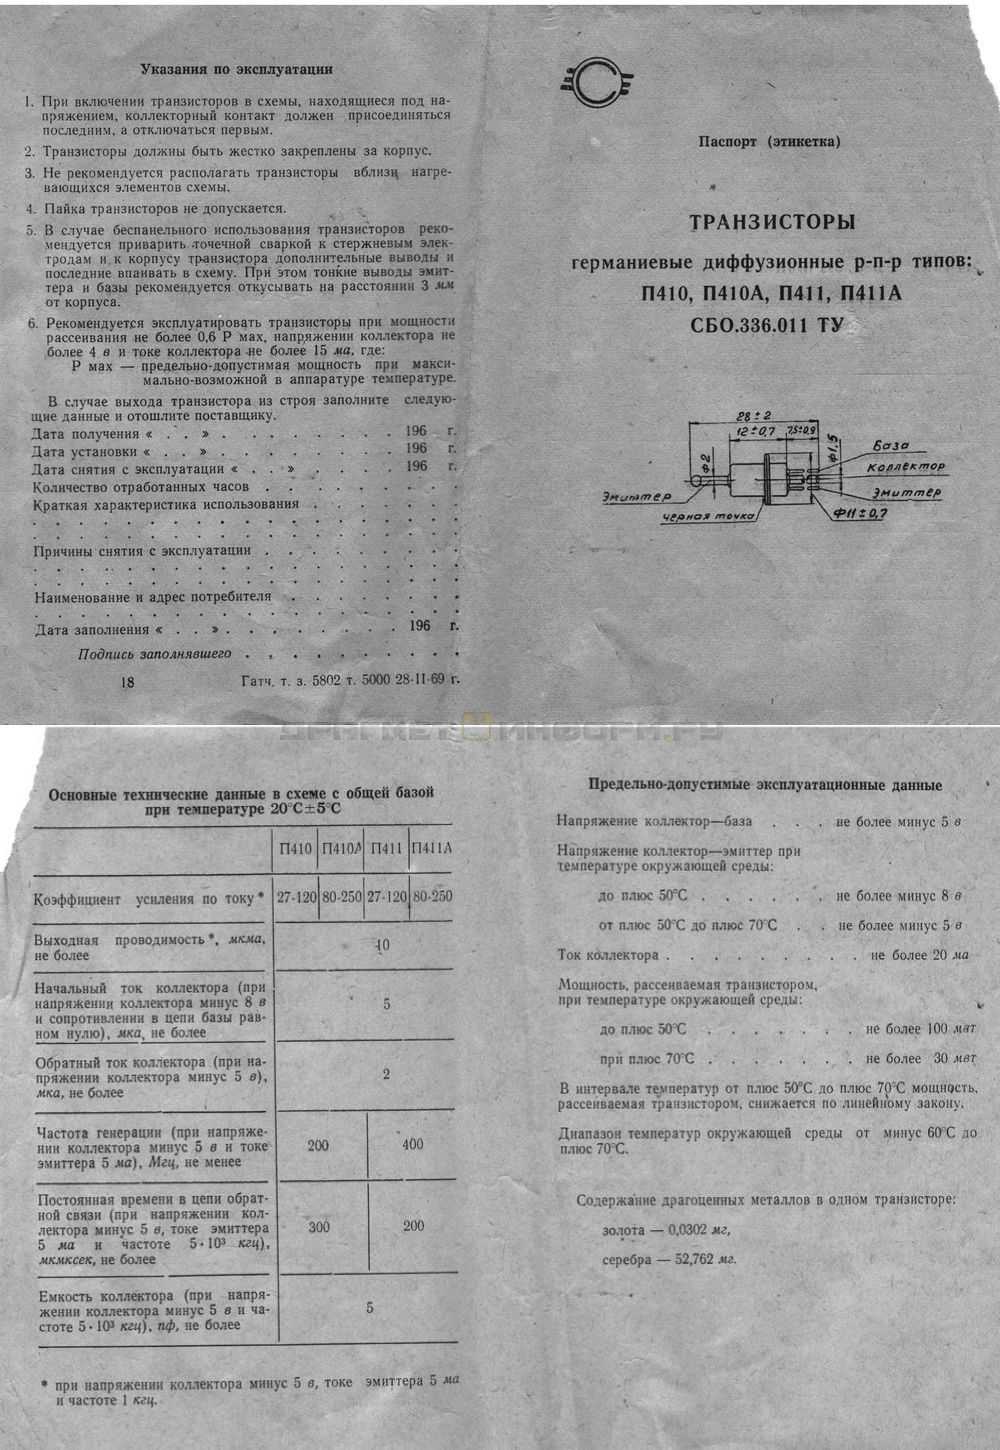 Указания по эксплуатации
1. При включении транзисторов в схемы, находящиеся под на-
пряжением, коллекторный контакт должен присоединяться
последним, а отключаться первым.
2. Транзисторы должны быть жестко закреплены за корпус.
3. Не рекомендуется располагать транзисторы вблизи нагре-
вающихся элементов схемы.
4. Пайка транзисторов не допускается.
5. В случае беспанельного использования транзисторов реко-
мендуется приварить точечной сваркой к стержневым элек-
тродам и к корпусу транзистора дополнительные выводы и
последние впаивать в схему. При этом тонкие выводы эмит-
тера и базы рекомендуется откусывать на расстоянии 3 мм
от корпуса.
6. Рекомендуется эксплуатировать транзисторы при мощности
рассеивания не более 0,6 Р мах, напряжении коллектора не
более 4 в и токе коллектора не более 15 ма, где:
Р мах — предельно-допустимая мощность при макси-
мально-возможной в аппаратуре температуре.
В случае выхода транзистора из строя заполните следую-
щие данные и отошлите поставщику.
Дата получения « . . » . . . . . . . . 196 г.
Дата установки « . . » . . . . . . . . 196 г.
Дата снятия с эксплуатации « . . » . . . . 196 г.
Количество отработанных часов . . . . . . . .
Краткая характеристика использования . . . . . .
Причины снятия с эксплуатации . . . . . . . .
Наименование и адрес потребителя . . . . . . .
Дата заполнения « . . » . . . . . . . . 196 г.
Подпись заполнявшего . . . . . . . . .
18 Гатч. т. з. 5802 т. 5000 28-II-69 г.
Паспорт (этикетка)
ТРАНЗИСТОРЫ
германиевые диффузионные р-п-р типов:
П410, П410А, П411, П411А
СБО.336.011 ТУ
28±2
12±0,7 7,5±0,9
Ф2 Ф1,5
База
Коллектор
Эмиттер Эмиттер
черная точка Ф11±0,7
ДРАГМЕТ ИНФОРМ.РУ
Основные технические данные в схеме с общей базой
при температуре 20°С±5°С
П410 П410А П411 П411А
Коэффициент усиления по току* 27-120 80-250 27-120 80-250
Выходная проводимость*, мкма,
не более 10
Начальный ток коллектора (при
напряжении коллектора минус 8 в
и сопротивлении в цепи базы рав-
ном нулю), мка, не более 5
Обратный ток коллектора (при на-
пряжении коллектора минус 5 в),
мка, не более 2
Частота генерации (при напряже-
нии коллектора минус 5 в и токе
эмиттера 5 ма), Мгц, не менее 200 400
Постоянная времени в цепи обрат-
ной связи (при напряжении кол-
лектора минус 5 в, токе эмиттера
5 ма и частоте 5·10³ кгц),
мкмксек, не более 300 200
Емкость коллектора (при напря-
жении коллектора минус 5 в и ча-
стоте 5·10³ кгц), пф, не более 5
* при напряжении коллектора минус 5 в, токе эмиттера 5 ма
и частоте 1 кгц.
Предельно-допустимые эксплуатационные данные
Напряжение коллектор—база . . . не более минус 5 в
Напряжение коллектор—эмиттер при
температуре окружающей среды:
до плюс 50°С . . . . . . не более минус 8 в
от плюс 50°С до плюс 70°С . . не более минус 5 в
Ток коллектора . . . . . . . . . не более 20 ма
Мощность, рассеиваемая транзистором,
при температуре окружающей среды:
до плюс 50°С . . . . . . . не более 100 мвт
при плюс 70°С . . . . . . . не более 30 мвт
В интервале температур от плюс 50°С до плюс 70°С мощность,
рассеиваемая транзистором, снижается по линейному закону.
Диапазон температур окружающей среды от минус 60°С до
плюс 70°С.
Содержание драгоценных металлов в одном транзисторе:
золота — 0,0302 мг,
серебра — 52,762 мг.